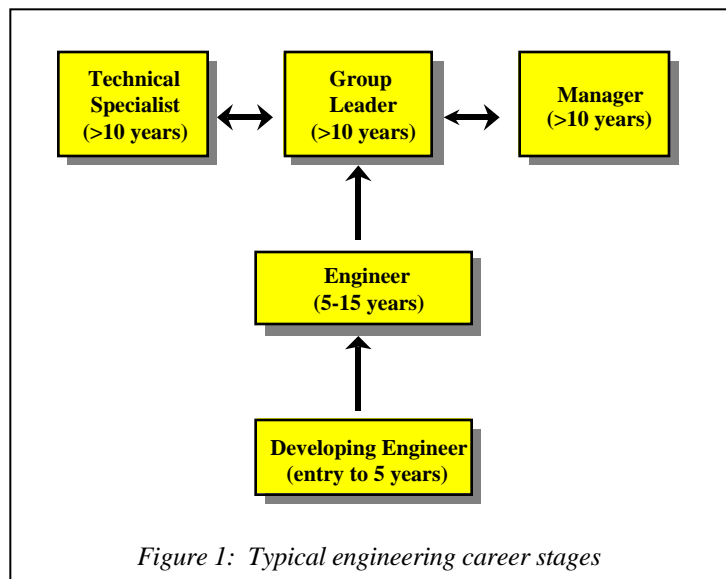 Technical
Specialist
(>10 years)
Group
Leader
(>10 years)
Manager
(>10 years)
Engineer
(5-15 years)
Developing Engineer
(entry to 5 years)
Figure 1: Typical engineering career stages